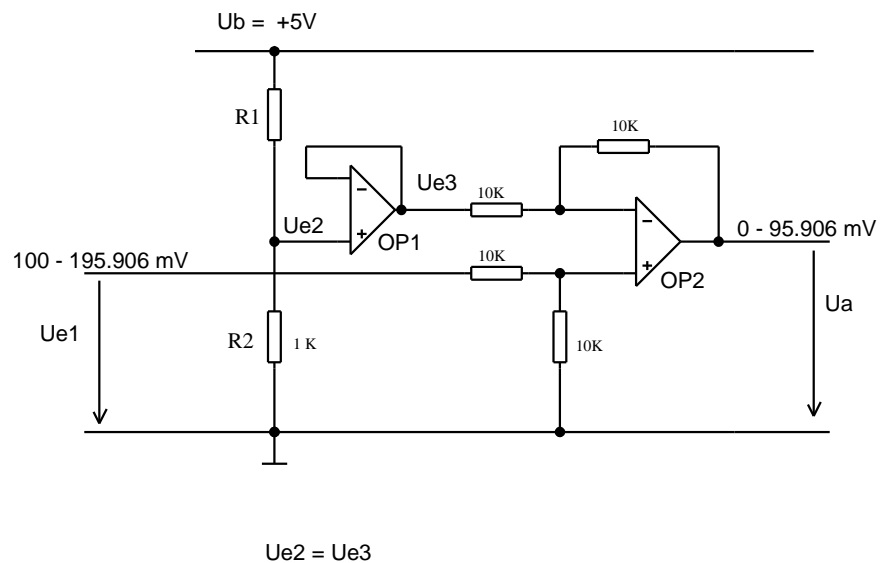 Ub = +5V
R1
10K
Ue3
10K
Ue2
OP1
0 - 95.906 mV
100 - 195.906 mV
10K
OP2
Ua
Ue1
R2
1 K
10K
Ue2 = Ue3